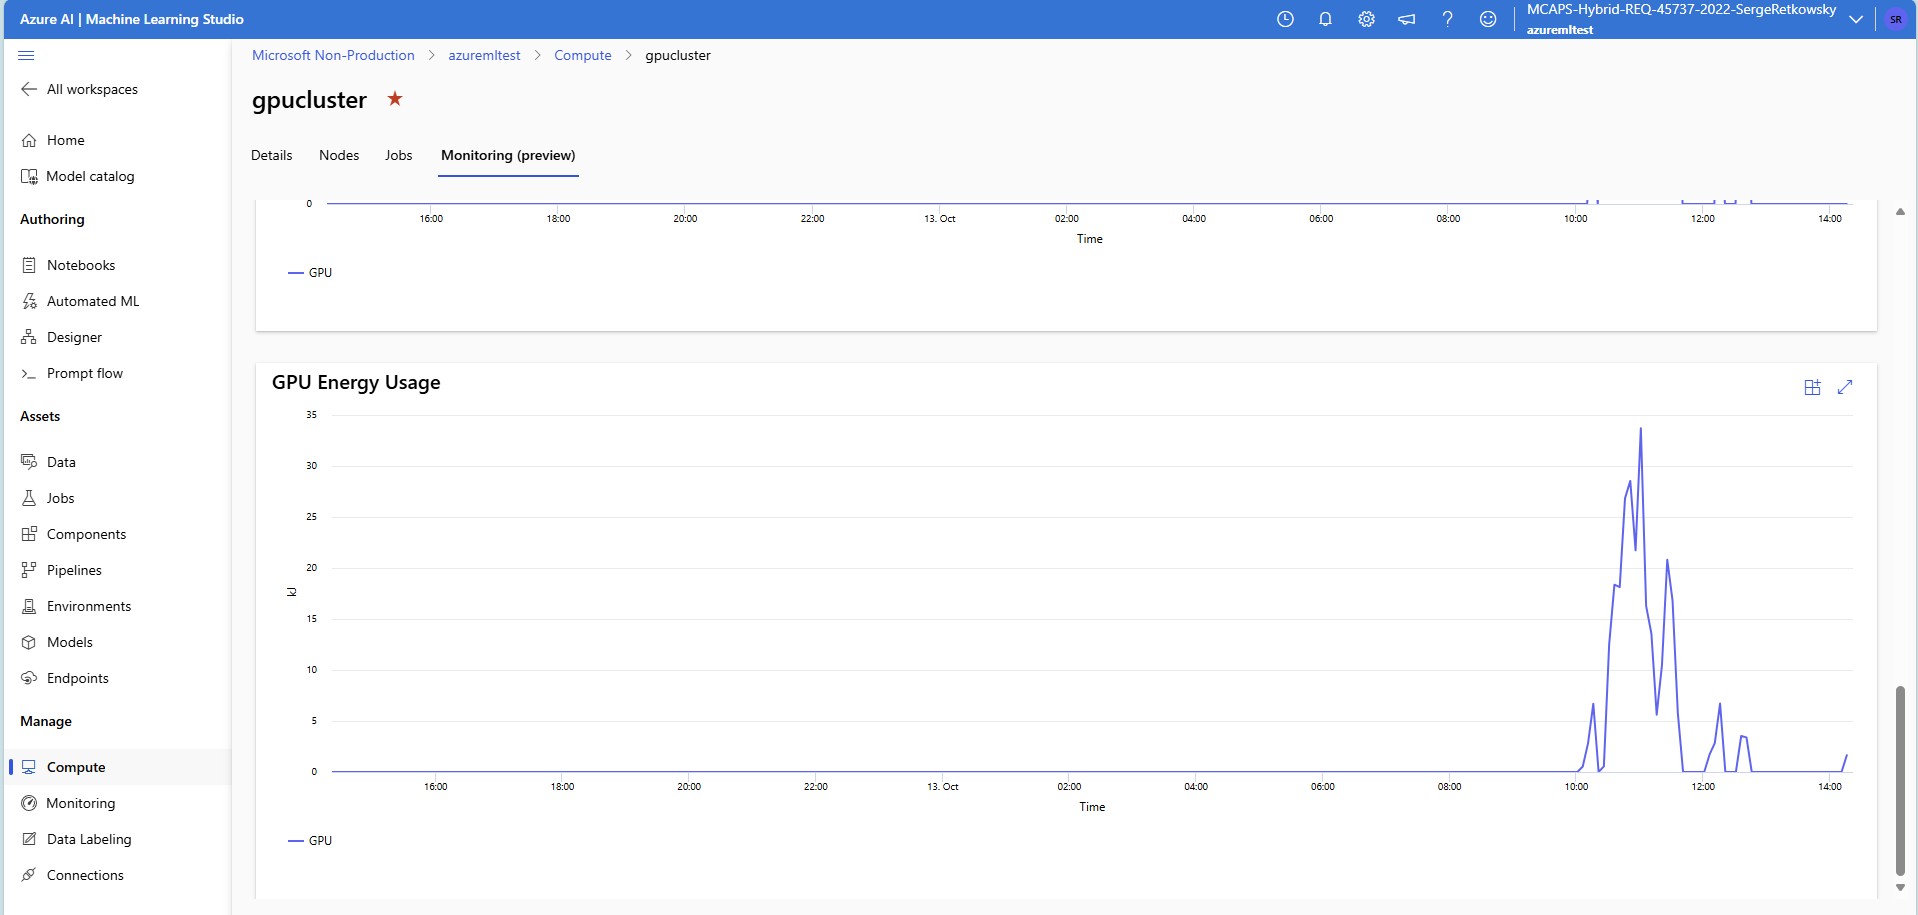 Azure AI | Machine Learning Studio
MCAPS-Hybrid-REQ-45737-2022-SergeRetkowsky
azuremltest
SR
All workspaces
Home
Model catalog
Authoring
Notebooks
Automated ML
Designer
Prompt flow
Assets
Data
Jobs
Components
Pipelines
Environments
Models
Endpoints
Manage
Compute
Monitoring
Data Labeling
Connections
Microsoft Non-Production > azuremltest > Compute > gpucluster
gpucluster
Details Nodes Jobs Monitoring (preview)
0
16:00 18:00 20:00 22:00 13. Oct 02:00 04:00 06:00 08:00 10:00 12:00 14:00
Time
GPU
GPU Energy Usage
35
30
25
20
kJ
15
10
5
0
16:00 18:00 20:00 22:00 13. Oct 02:00 04:00 06:00 08:00 10:00 12:00 14:00
Time
GPU